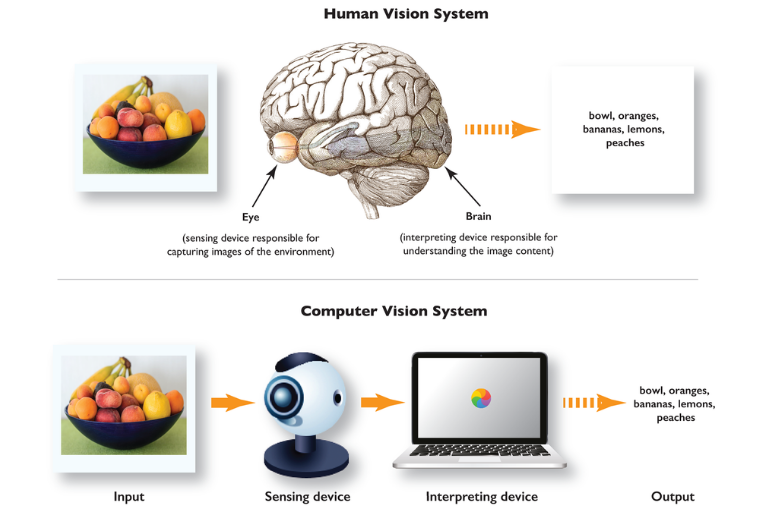 Human Vision System
bowl, oranges,
bananas, lemons,
peaches
Eye
(sensing device responsible for
capturing images of the environment)
Brain
(interpreting device responsible for
understanding the image content)
Computer Vision System
bowl, oranges,
bananas, lemons,
peaches
Input
Sensing device
Interpreting device
Output